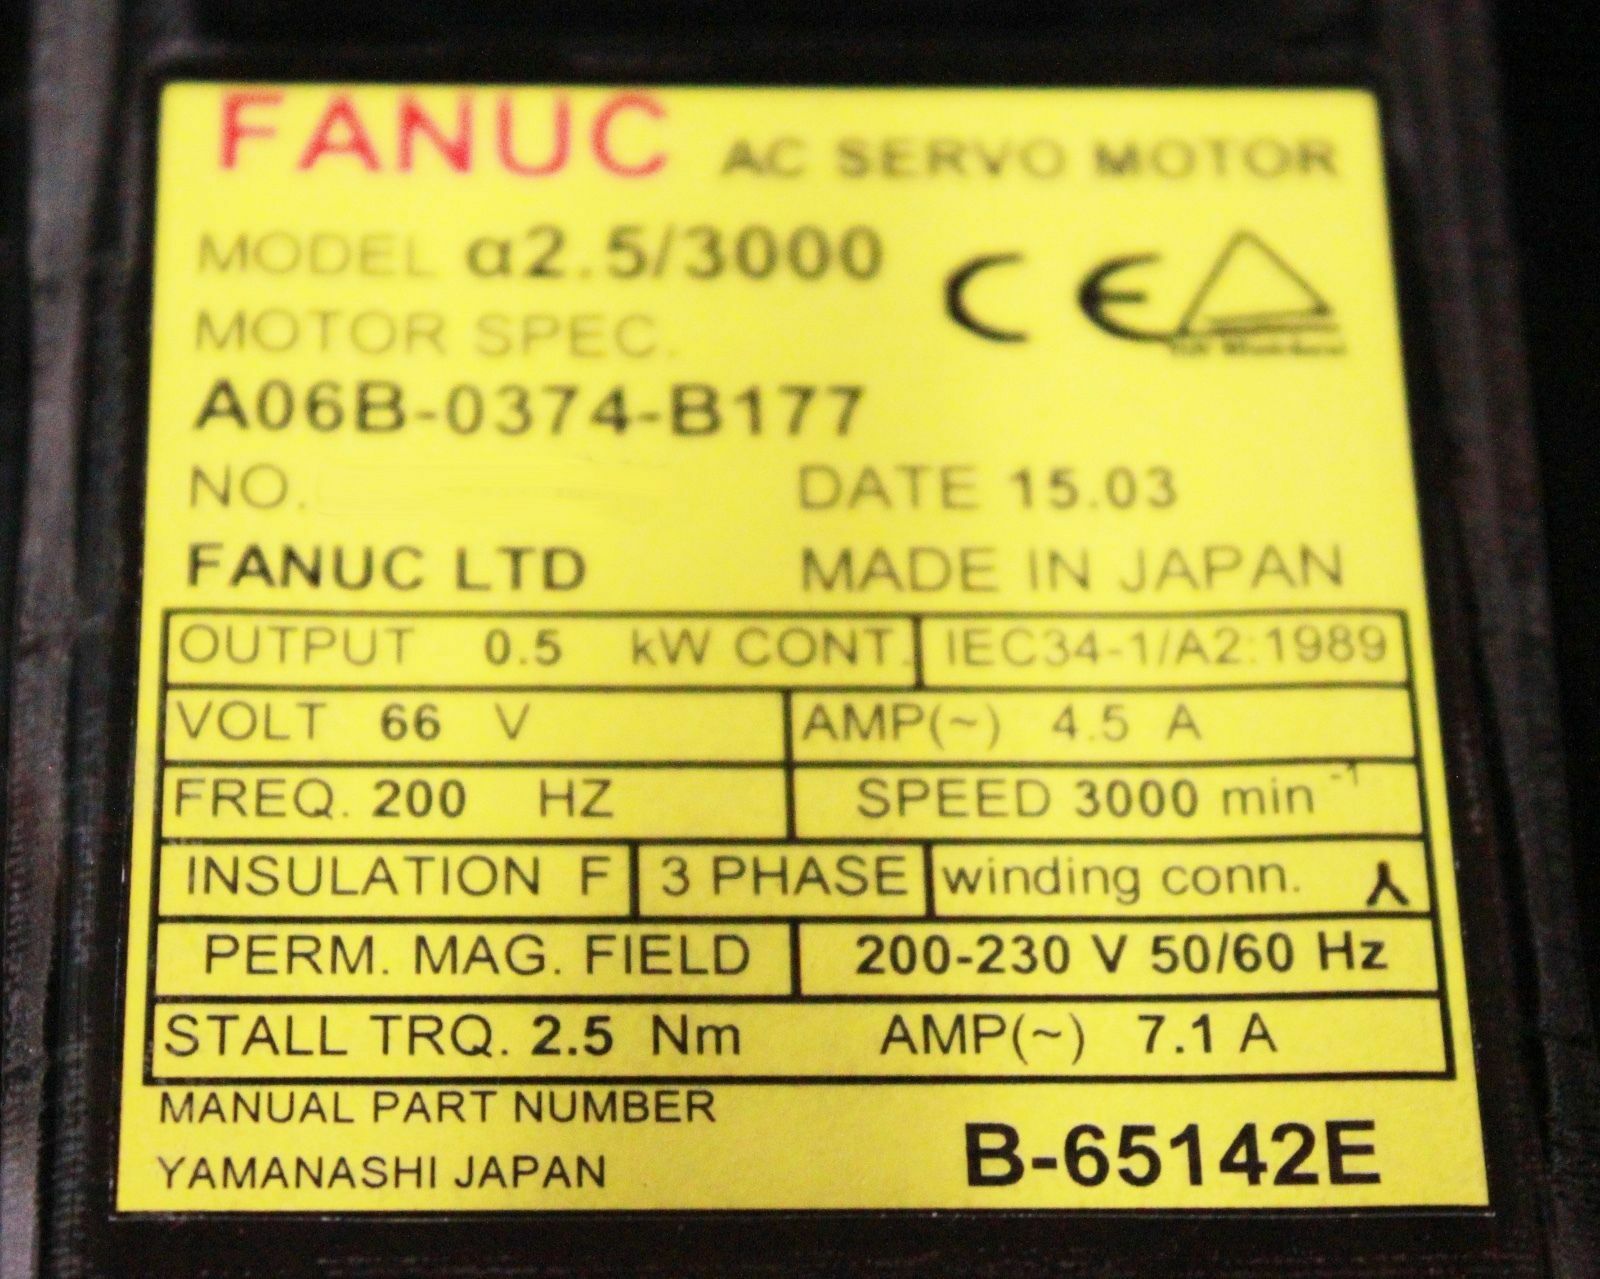 FANUC AC SERVO MOTOR
MODEL α2.5/3000 CE
MOTOR SPEC.
A06B-0374-B177
NO. DATE 15.03
FANUC LTD MADE IN JAPAN
OUTPUT 0.5 kW CONT. IEC34-1/A2:1989
VOLT 66 V AMP(~) 4.5 A
FREQ. 200 HZ SPEED 3000 min⁻¹
INSULATION F 3 PHASE winding conn.
PERM. MAG. FIELD 200-230 V 50/60 Hz
STALL TRQ. 2.5 Nm AMP(~) 7.1 A
MANUAL PART NUMBER
YAMANASHI JAPAN B-65142E